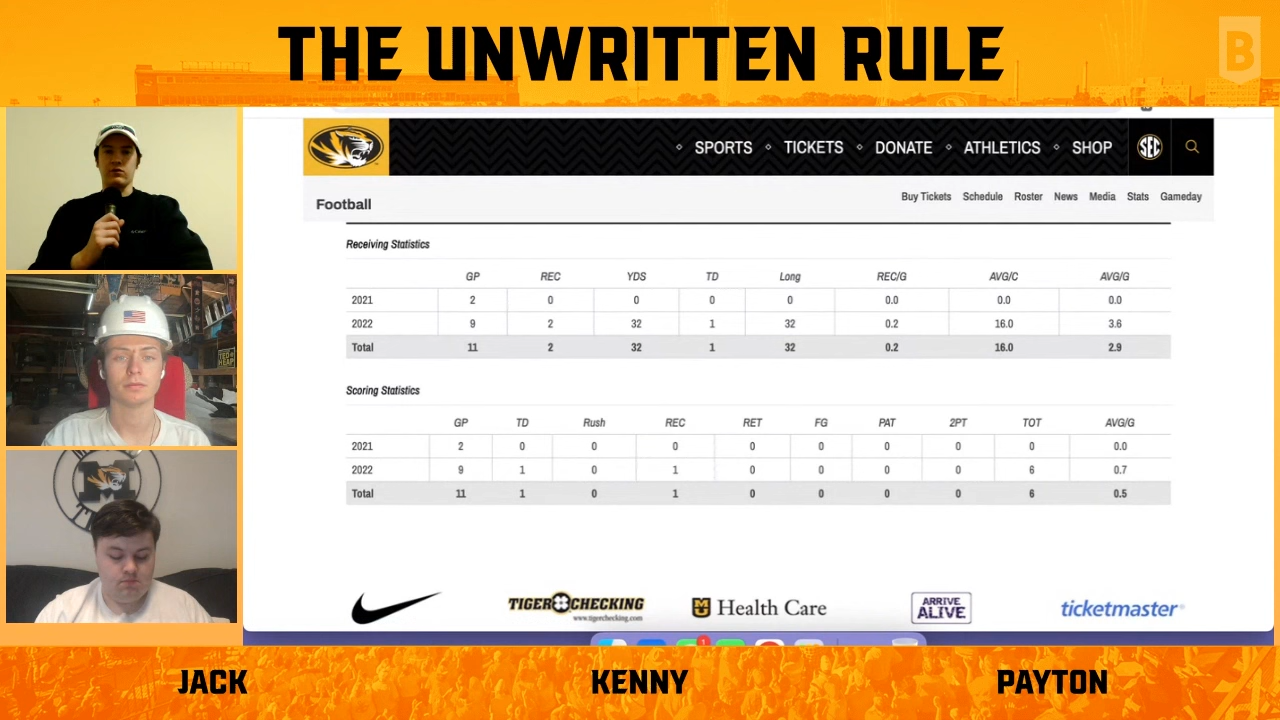 THE UNWRITTEN RULE
B
SPORTS TICKETS DONATE ATHLETICS SHOP SEC
Football
Buy Tickets Schedule Roster News Media Stats Gameday
Receiving Statistics
GP REC YDS TD Long REC/G AVG/C AVG/G
2021 2 0 0 0 0 0.0 0.0 0.0
2022 9 2 32 1 32 0.2 16.0 3.6
Total 11 2 32 1 32 0.2 16.0 2.9
Scoring Statistics
GP TD Rush REC RET FG PAT 2PT TOT AVG/G
2021 2 0 0 0 0 0 0 0 0 0.0
2022 9 1 0 1 0 0 0 0 6 0.7
Total 11 1 0 1 0 0 0 0 6 0.5
TIGER CHECKING
www.tigerchecking.com
MU Health Care
ARRIVE
ALIVE
ticketmaster
1
JACK KENNY PAYTON